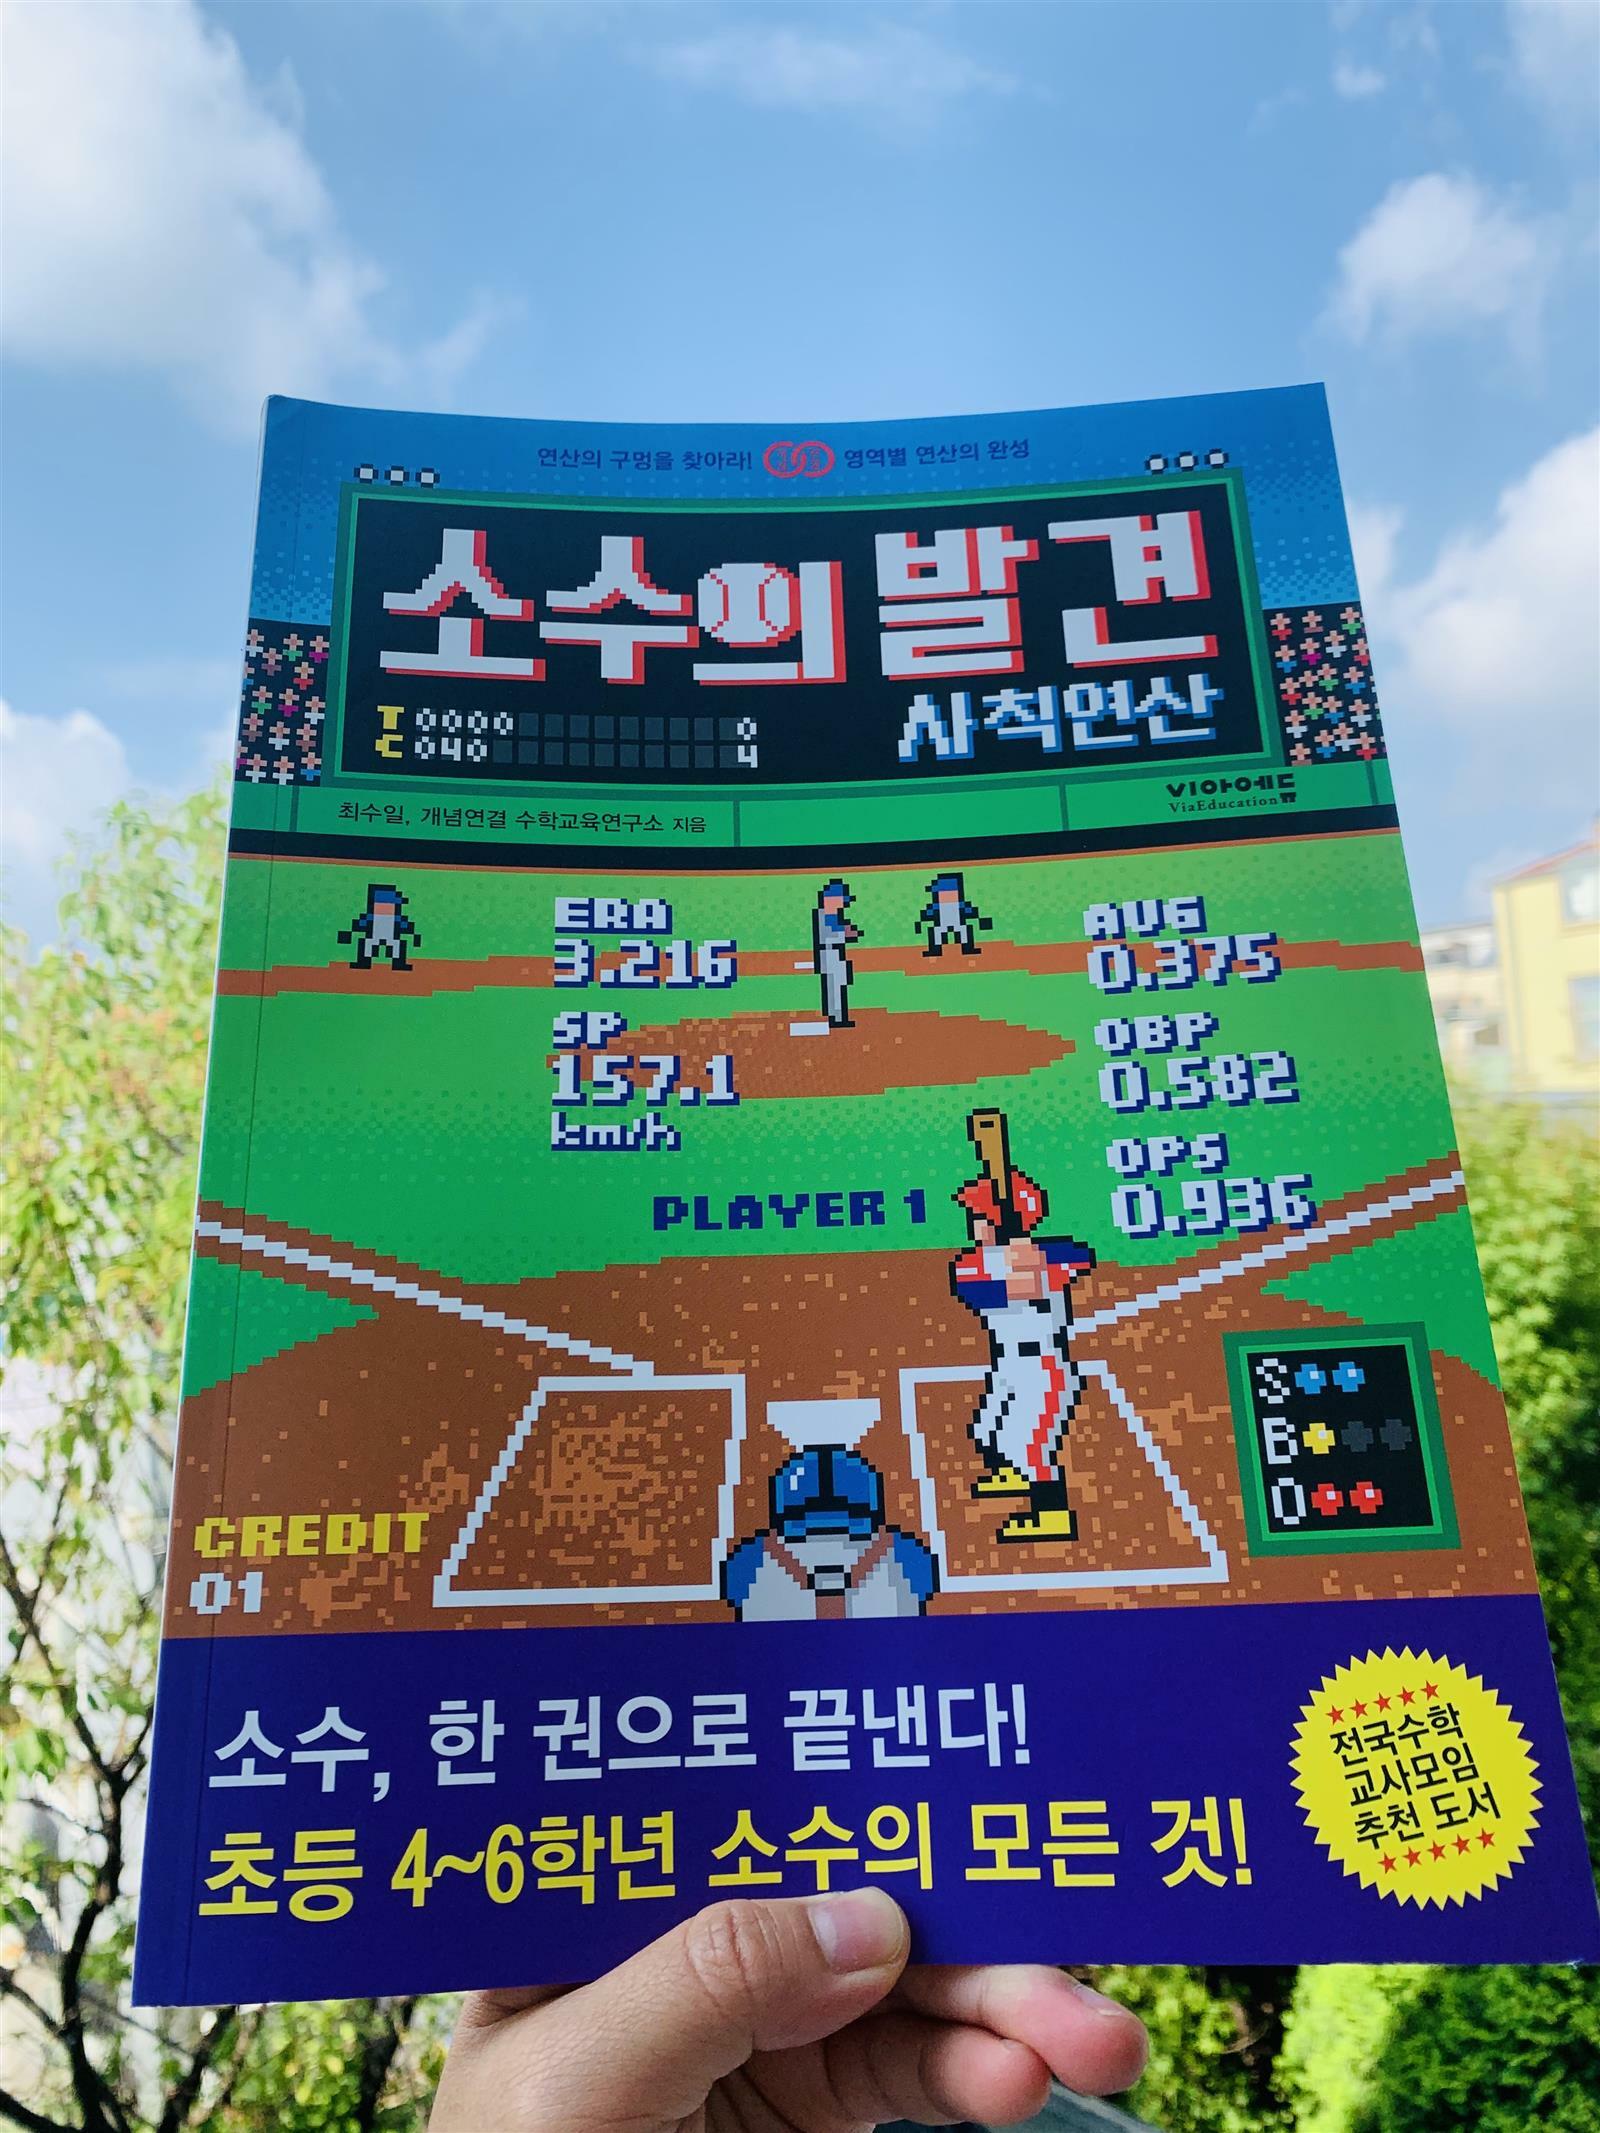 연산의 구멍을 찾아라! 영역별 연산의 완성
소수의 발견
사칙연산
T 0000 0
C 040 4
최수일, 개념연결 수학교육연구소 지음
비아에듀
ViaEducation
ERA
3.216
SP
157.1
km/h
AVG
0.375
OBP
0.582
OPS
0.936
PLAYER 1
S
B
O
CREDIT
01
소수, 한 권으로 끝낸다!
초등 4~6학년 소수의 모든 것!
★★★★★
전국수학
교사모임
추천 도서
★★★★★